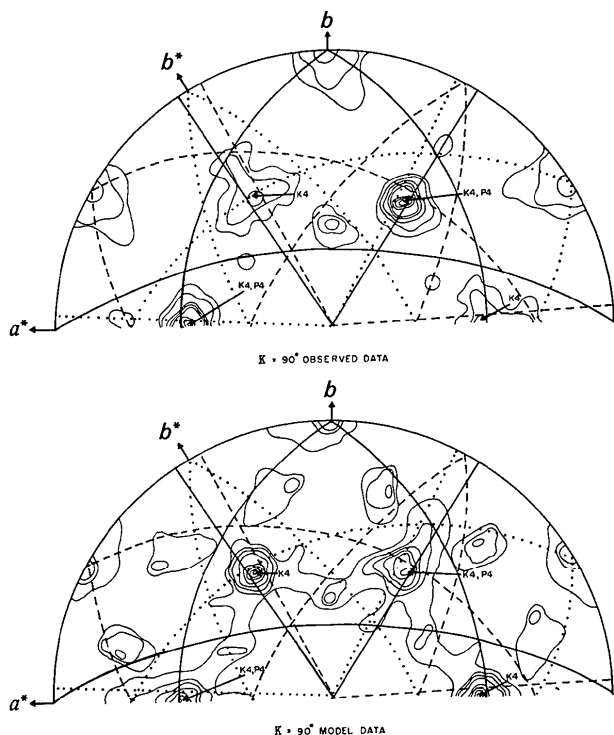 b
b*
K4
K4, P4
K4, P4
K4
a*
K = 90° OBSERVED DATA
b
b*
K4
K4, P4
K4, P4
K4
a*
K = 90° MODEL DATA